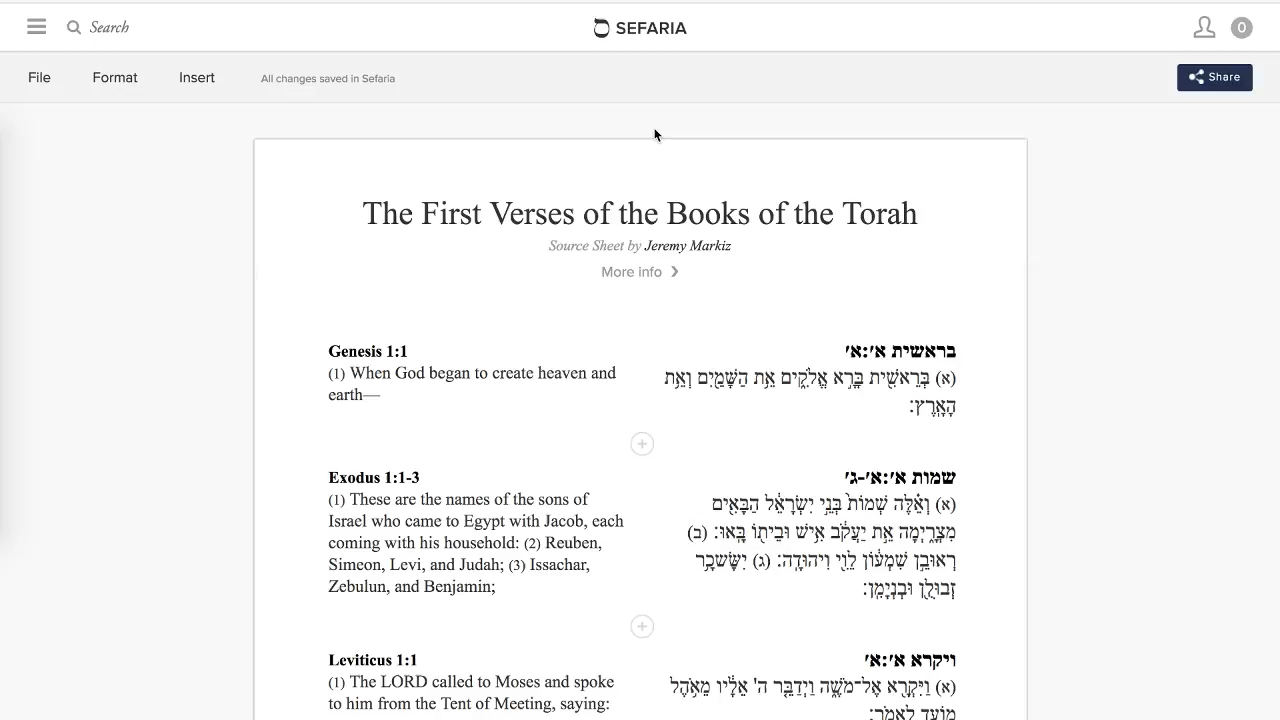 Search
SEFARIA
0
File Format Insert All changes saved in Sefaria Share
The First Verses of the Books of the Torah
Source Sheet by Jeremy Markiz
More info
Genesis 1:1
(1) When God began to create heaven and
earth—
בראשית א׳:א׳
(א) בְּרֵאשִׁ֖ית בָּרָ֣א אֱלֹקִ֑ים אֵ֥ת הַשָּׁמַ֖יִם וְאֵ֥ת
הָאָֽרֶץ׃
Exodus 1:1-3
(1) These are the names of the sons of
Israel who came to Egypt with Jacob, each
coming with his household: (2) Reuben,
Simeon, Levi, and Judah; (3) Issachar,
Zebulun, and Benjamin;
שמות א׳:א׳-ג׳
(א) וְאֵ֗לֶּה שְׁמוֹת֙ בְּנֵ֣י יִשְׂרָאֵ֔ל הַבָּאִ֖ים
מִצְרָ֑יְמָה אֵ֣ת יַעֲקֹ֔ב אִ֥ישׁ וּבֵית֖וֹ בָּֽאוּ׃ (ב)
רְאוּבֵ֣ן שִׁמְע֔וֹן לֵוִ֖י וִיהוּדָֽה׃ (ג) יִשָּׂשכָ֥ר
זְבוּלֻ֖ן וּבִנְיָמִֽן׃
Leviticus 1:1
(1) The LORD called to Moses and spoke
to him from the Tent of Meeting, saying:
ויקרא א׳:א׳
(א) וַיִּקְרָ֖א אֶל־מֹשֶׁ֑ה וַיְדַבֵּ֤ר ה' אֵלָ֔יו מֵאֹ֥הֶל
מוֹעֵ֖ד לֵאמֹֽר׃